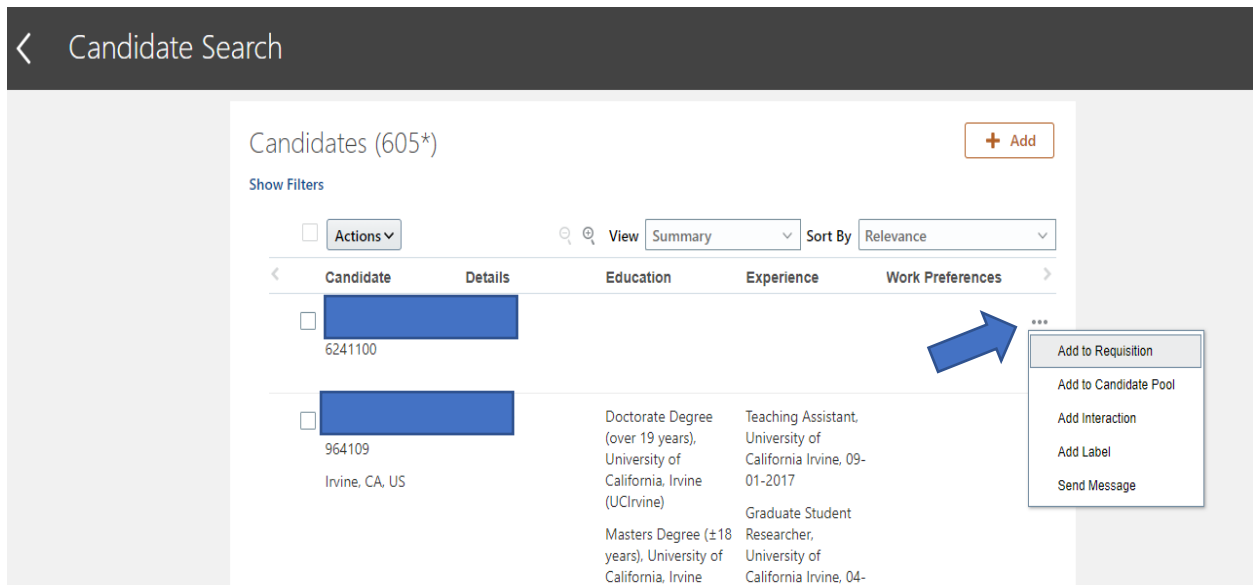 Candidate Search
Candidates (605*)
+ Add
Show Filters
Actions
View Summary Sort By Relevance
Candidate Details Education Experience Work Preferences
6241100
Add to Requisition
Add to Candidate Pool
Add Interaction
Add Label
Send Message
964109
Irvine, CA, US
Doctorate Degree
(over 19 years),
University of
California, Irvine
(UCIrvine)
Masters Degree (±18
years), University of
California, Irvine
Teaching Assistant,
University of
California Irvine, 09-
01-2017
Graduate Student
Researcher,
University of
California Irvine, 04-